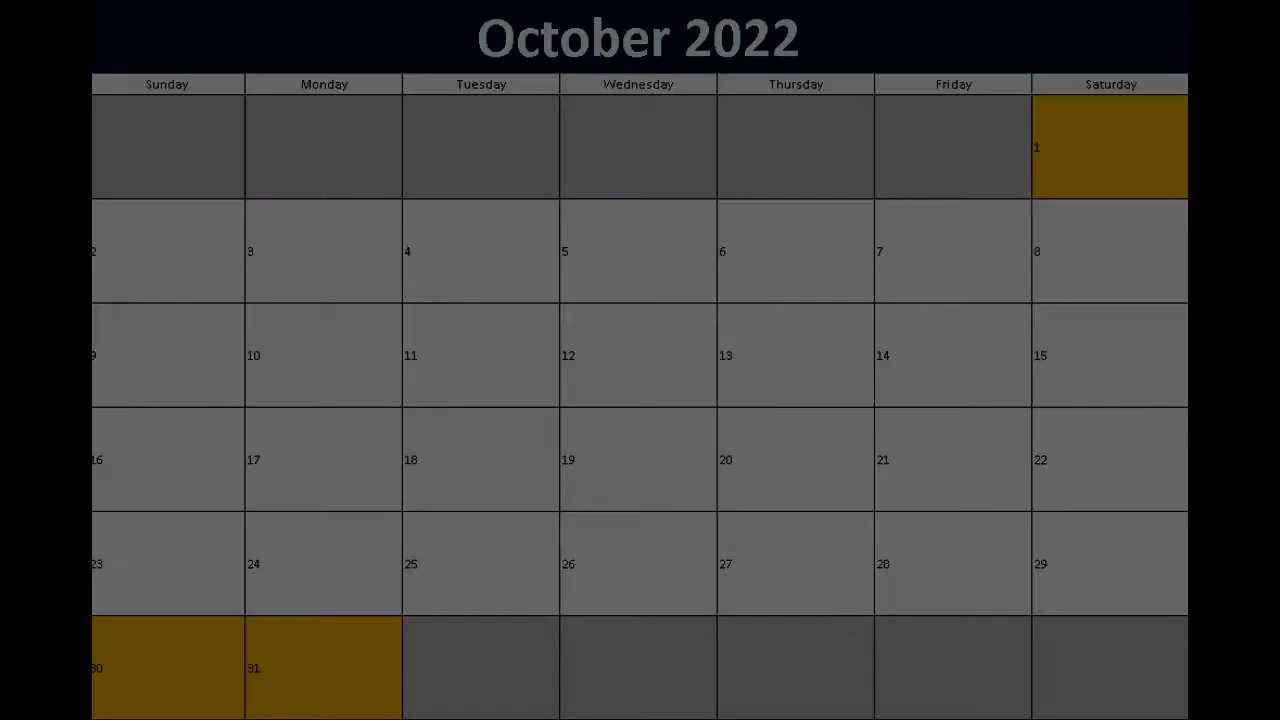 October 2022
Sunday Monday Tuesday Wednesday Thursday Friday Saturday
1
2 3 4 5 6 7 8
9 10 11 12 13 14 15
16 17 18 19 20 21 22
23 24 25 26 27 28 29
30 31